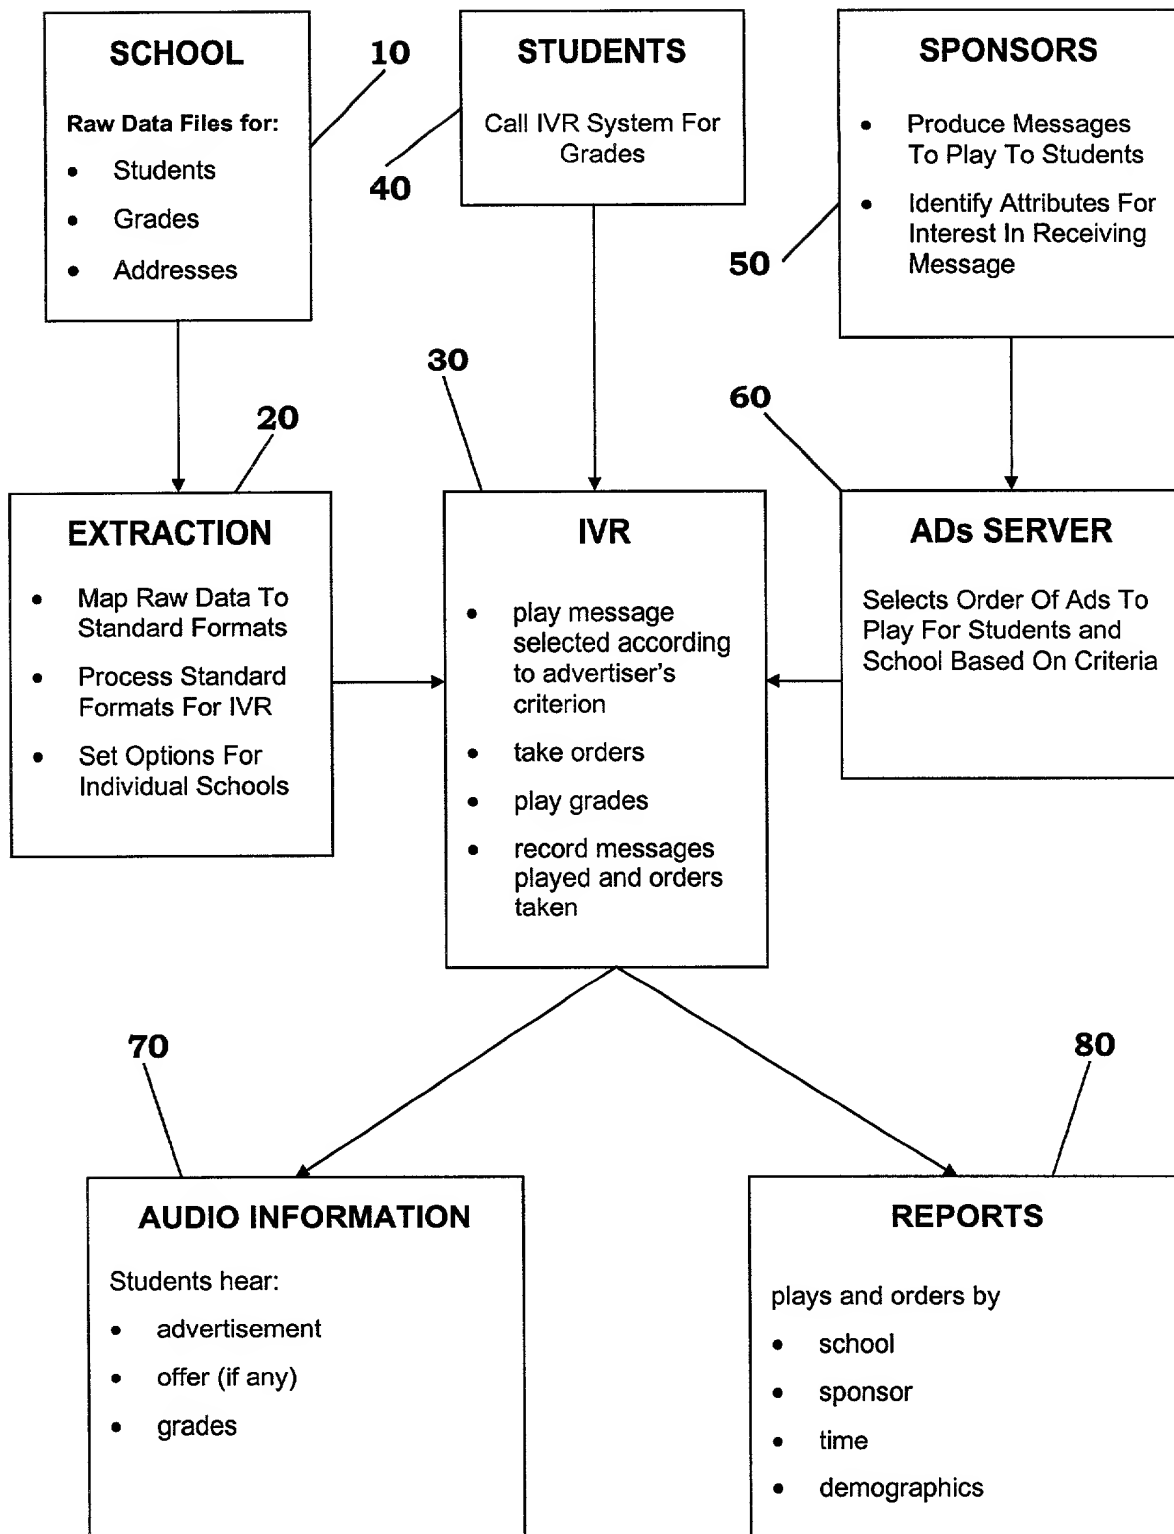 SCHOOL
Raw Data Files for:
• Students
• Grades
• Addresses
10
STUDENTS
Call IVR System For
Grades
40
SPONSORS
• Produce Messages
To Play To Students
• Identify Attributes For
Interest In Receiving
Message
50
20
EXTRACTION
• Map Raw Data To
Standard Formats
• Process Standard
Formats For IVR
• Set Options For
Individual Schools
30
IVR
• play message
selected according
to advertiser's
criterion
• take orders
• play grades
• record messages
played and orders
taken
60
ADs SERVER
Selects Order Of Ads To
Play For Students and
School Based On Criteria
70
AUDIO INFORMATION
Students hear:
• advertisement
• offer (if any)
• grades
80
REPORTS
plays and orders by
• school
• sponsor
• time
• demographics